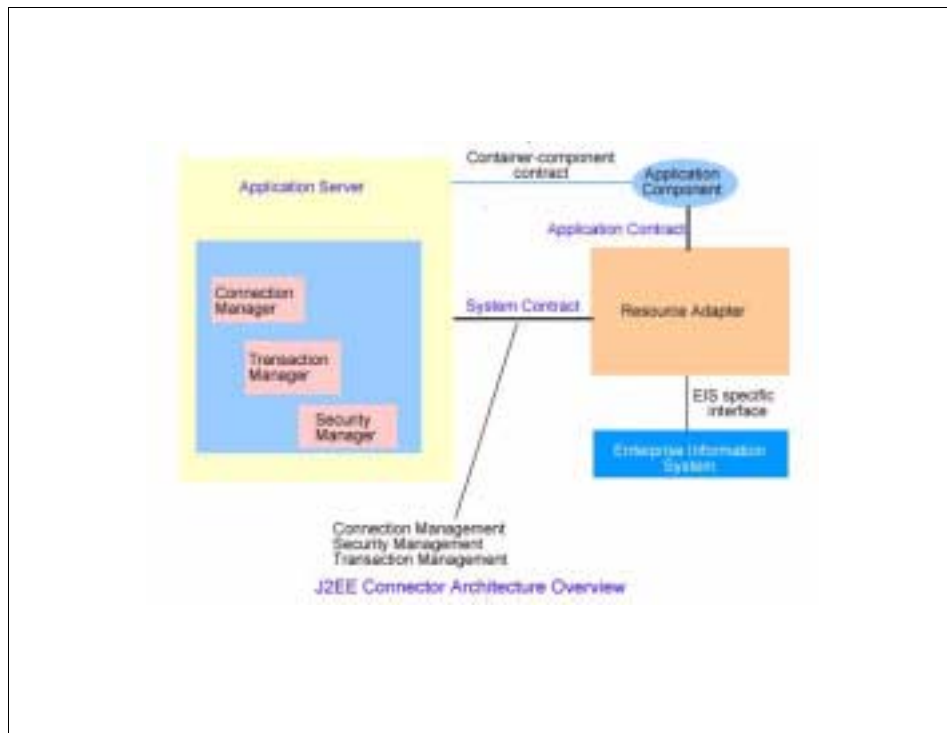 Container-component
contract
Application Server
Application
Component
Application Contract
Connection
Manager
System Contract
Resource Adapter
Transaction
Manager
EIS specific
interface
Security
Manager
Enterprise Information
System
Connection Management
Security Management
Transaction Management
J2EE Connector Architecture Overview